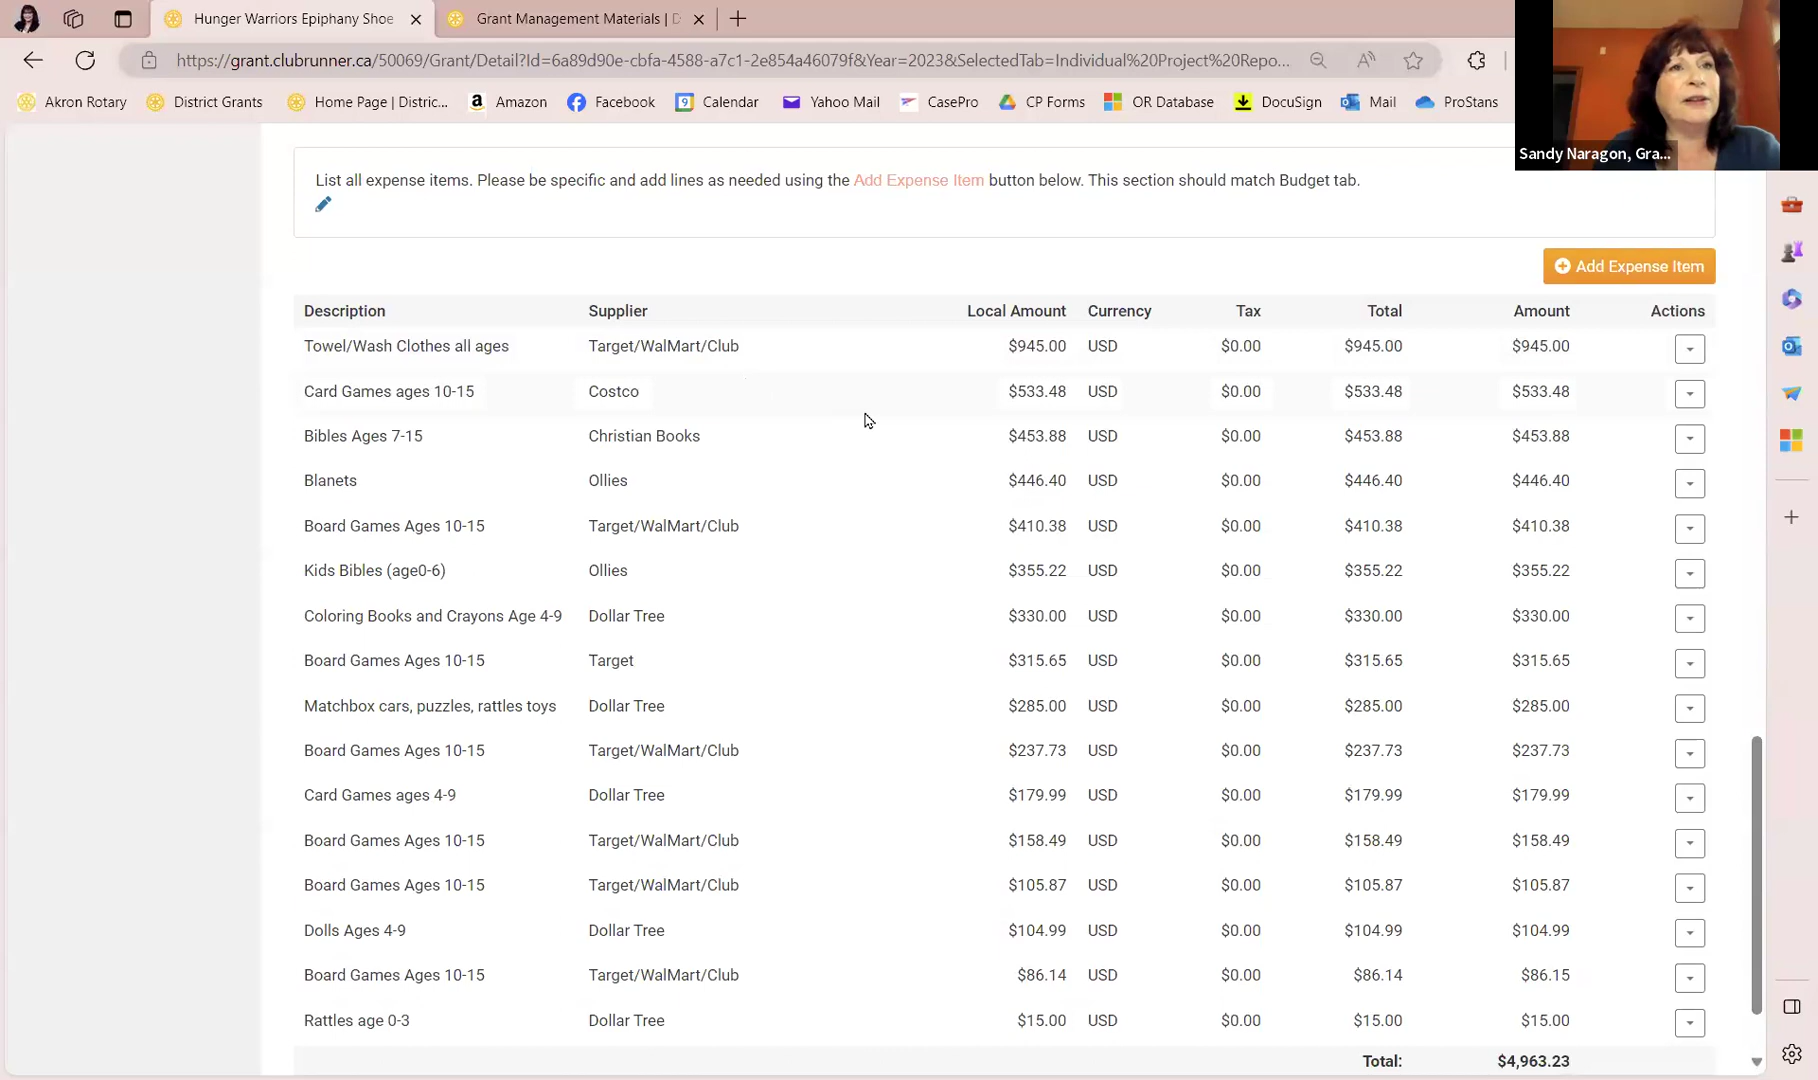 Hunger Warriors Epiphany Shoe
Grant Management Materials | D
https://grant.clubrunner.ca/50069/Grant/Detail?Id=6a89d90e-cbfa-4588-a7c1-2e854a46079f&Year=2023&SelectedTab=Individual%20Project%20Repo...
Akron Rotary District Grants Home Page | Distric... Amazon Facebook 9 Calendar Yahoo Mail CasePro CP Forms OR Database DocuSign Mail ProStans
Sandy Naragon, Gra...
List all expense items. Please be specific and add lines as needed using the Add Expense Item button below. This section should match Budget tab.
Add Expense Item
Description Supplier Local Amount Currency Tax Total Amount Actions
Towel/Wash Clothes all ages Target/WalMart/Club $945.00 USD $0.00 $945.00 $945.00
Card Games ages 10-15 Costco $533.48 USD $0.00 $533.48 $533.48
Bibles Ages 7-15 Christian Books $453.88 USD $0.00 $453.88 $453.88
Blanets Ollies $446.40 USD $0.00 $446.40 $446.40
Board Games Ages 10-15 Target/WalMart/Club $410.38 USD $0.00 $410.38 $410.38
Kids Bibles (age0-6) Ollies $355.22 USD $0.00 $355.22 $355.22
Coloring Books and Crayons Age 4-9 Dollar Tree $330.00 USD $0.00 $330.00 $330.00
Board Games Ages 10-15 Target $315.65 USD $0.00 $315.65 $315.65
Matchbox cars, puzzles, rattles toys Dollar Tree $285.00 USD $0.00 $285.00 $285.00
Board Games Ages 10-15 Target/WalMart/Club $237.73 USD $0.00 $237.73 $237.73
Card Games ages 4-9 Dollar Tree $179.99 USD $0.00 $179.99 $179.99
Board Games Ages 10-15 Target/WalMart/Club $158.49 USD $0.00 $158.49 $158.49
Board Games Ages 10-15 Target/WalMart/Club $105.87 USD $0.00 $105.87 $105.87
Dolls Ages 4-9 Dollar Tree $104.99 USD $0.00 $104.99 $104.99
Board Games Ages 10-15 Target/WalMart/Club $86.14 USD $0.00 $86.14 $86.15
Rattles age 0-3 Dollar Tree $15.00 USD $0.00 $15.00 $15.00
Total: $4,963.23